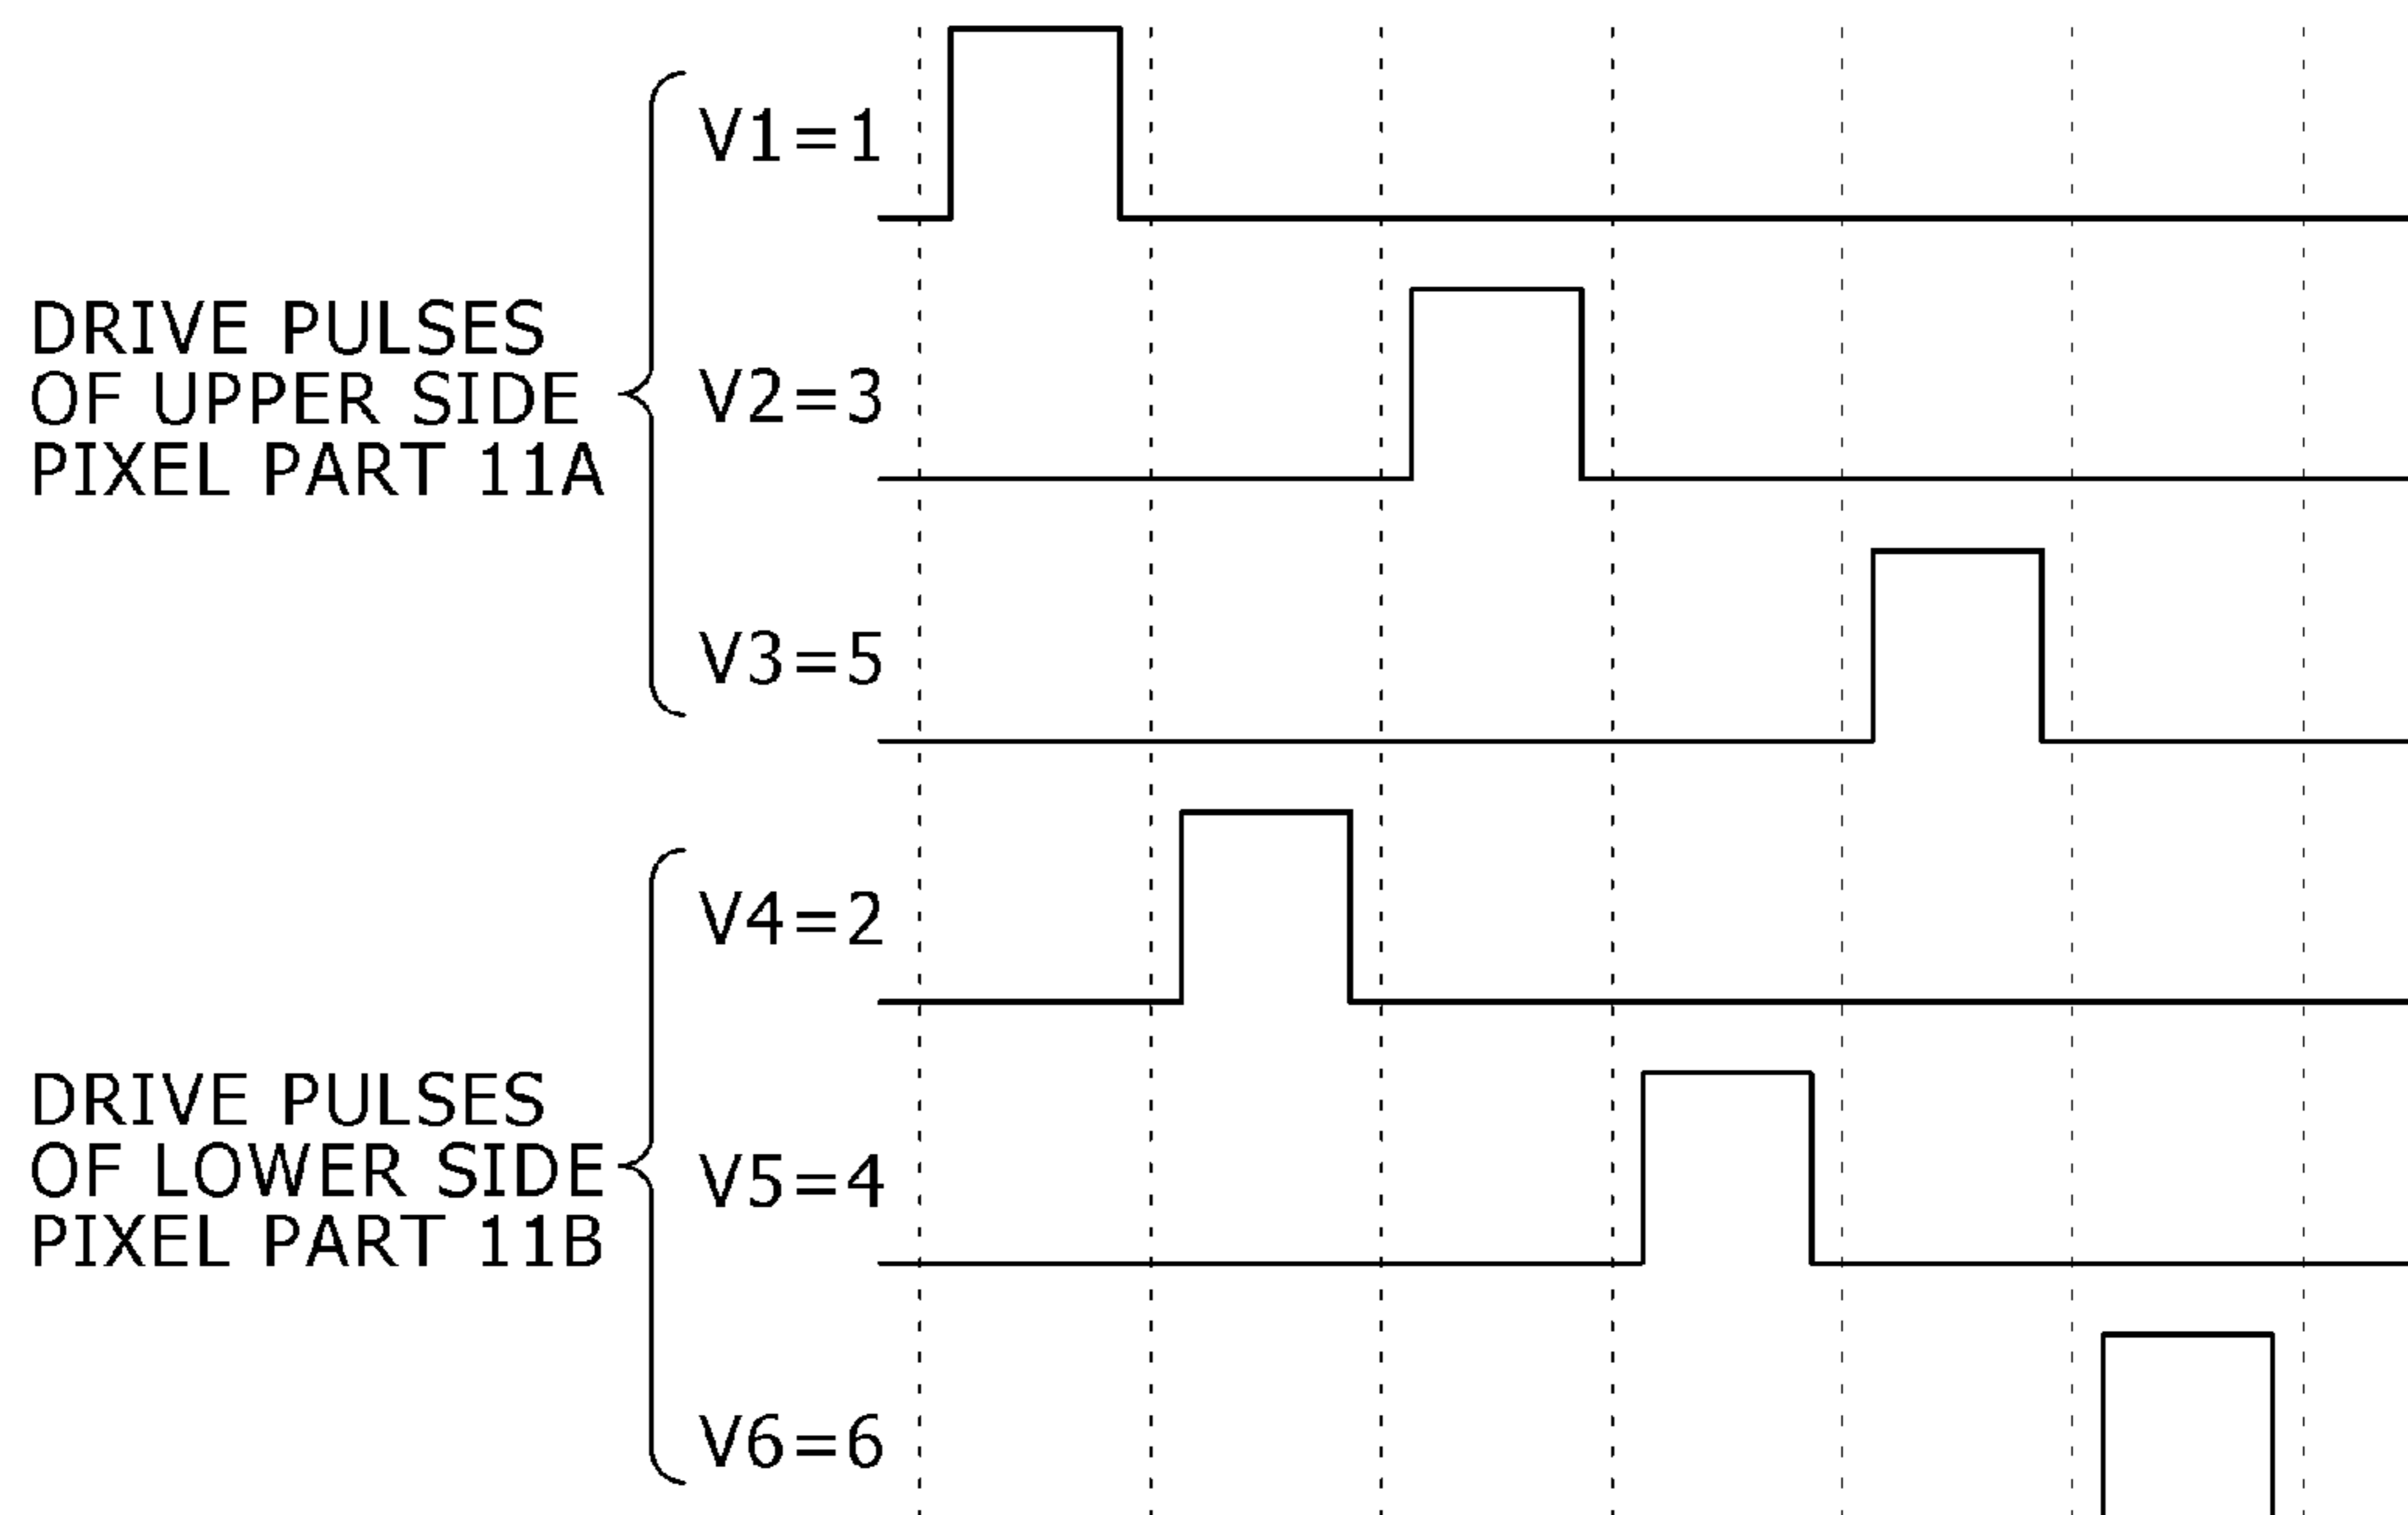 V1=1
DRIVE PULSES
OF UPPER SIDE
PIXEL PART 11A
V2=3
V3=5
V4=2
DRIVE PULSES
OF LOWER SIDE
PIXEL PART 11B
V5=4
V6=6